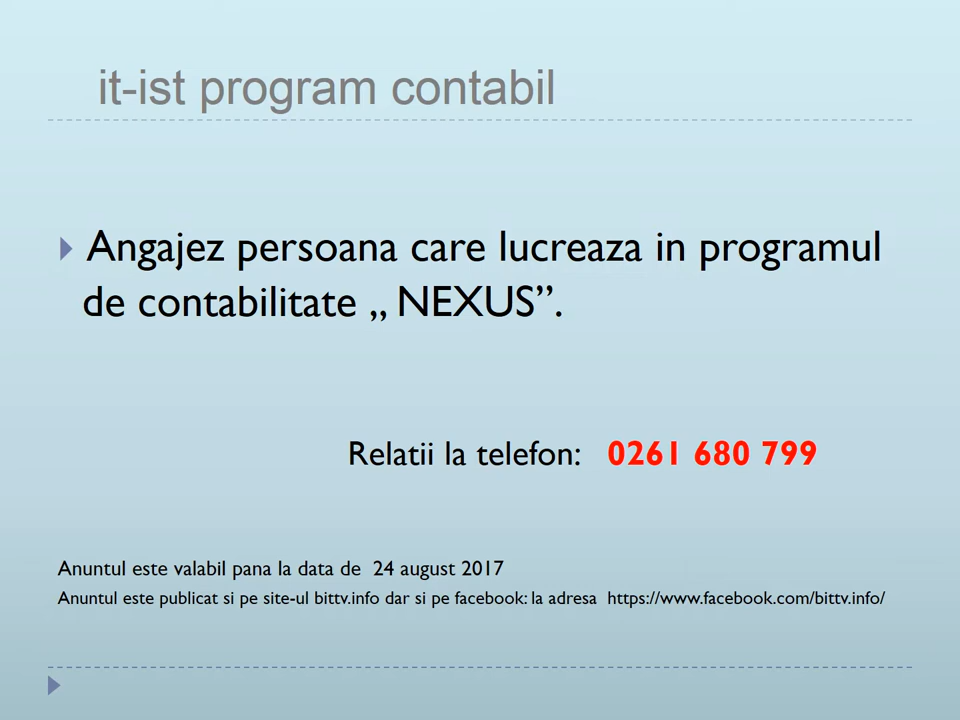 it-ist program contabil
Angajez persoana care lucreaza in programul
de contabilitate „ NEXUS”.
Relatii la telefon: 0261 680 799
Anuntul este valabil pana la data de 24 august 2017
Anuntul este publicat si pe site-ul bittv.info dar si pe facebook: la adresa https://www.facebook.com/bittv.info/